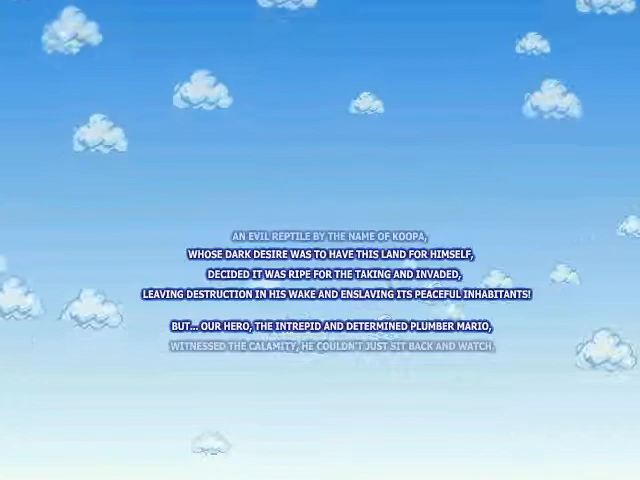 AN EVIL REPTILE BY THE NAME OF KOOPA,
WHOSE DARK DESIRE WAS TO HAVE THIS LAND FOR HIMSELF,
DECIDED IT WAS RIPE FOR THE TAKING AND INVADED,
LEAVING DESTRUCTION IN HIS WAKE AND ENSLAVING ITS PEACEFUL INHABITANTS!
BUT... OUR HERO, THE INTREPID AND DETERMINED PLUMBER MARIO,
WITNESSED THE CALAMITY, HE COULDN'T JUST SIT BACK AND WATCH.